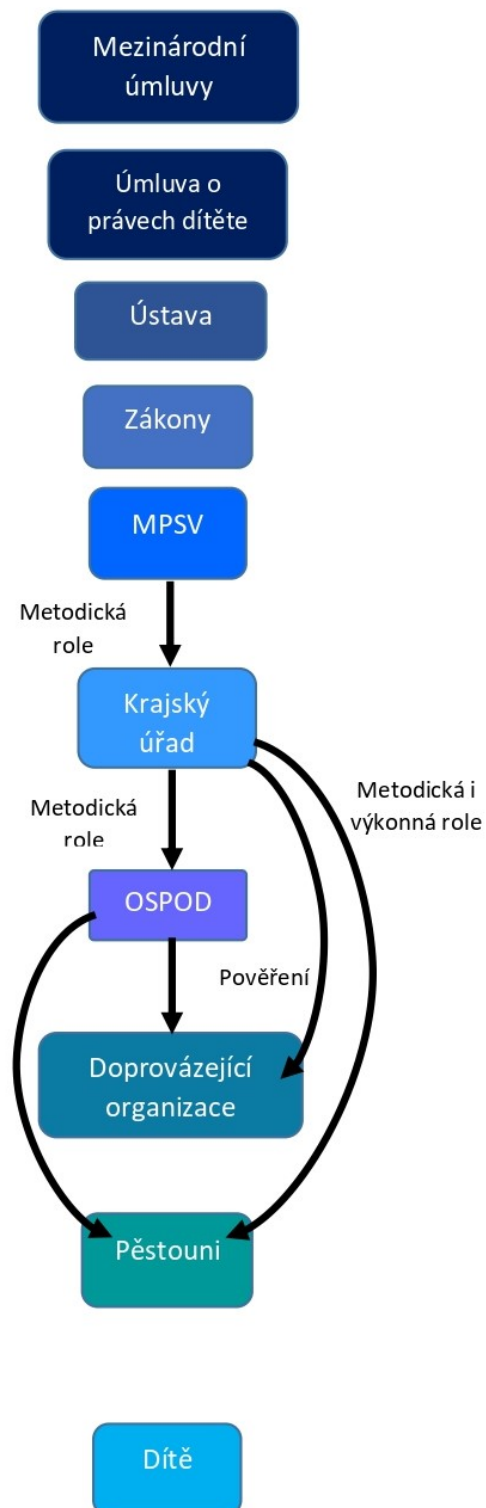 Mezinárodní
úmluvy
Úmluva o
právech dítěte
Ústava
Zákony
MPSV
Metodická
role
Krajský
úřad
Metodická
role
Metodická i
výkonná role
OSPOD
Pověření
Doprovázející
organizace
Pěstouni
Dítě